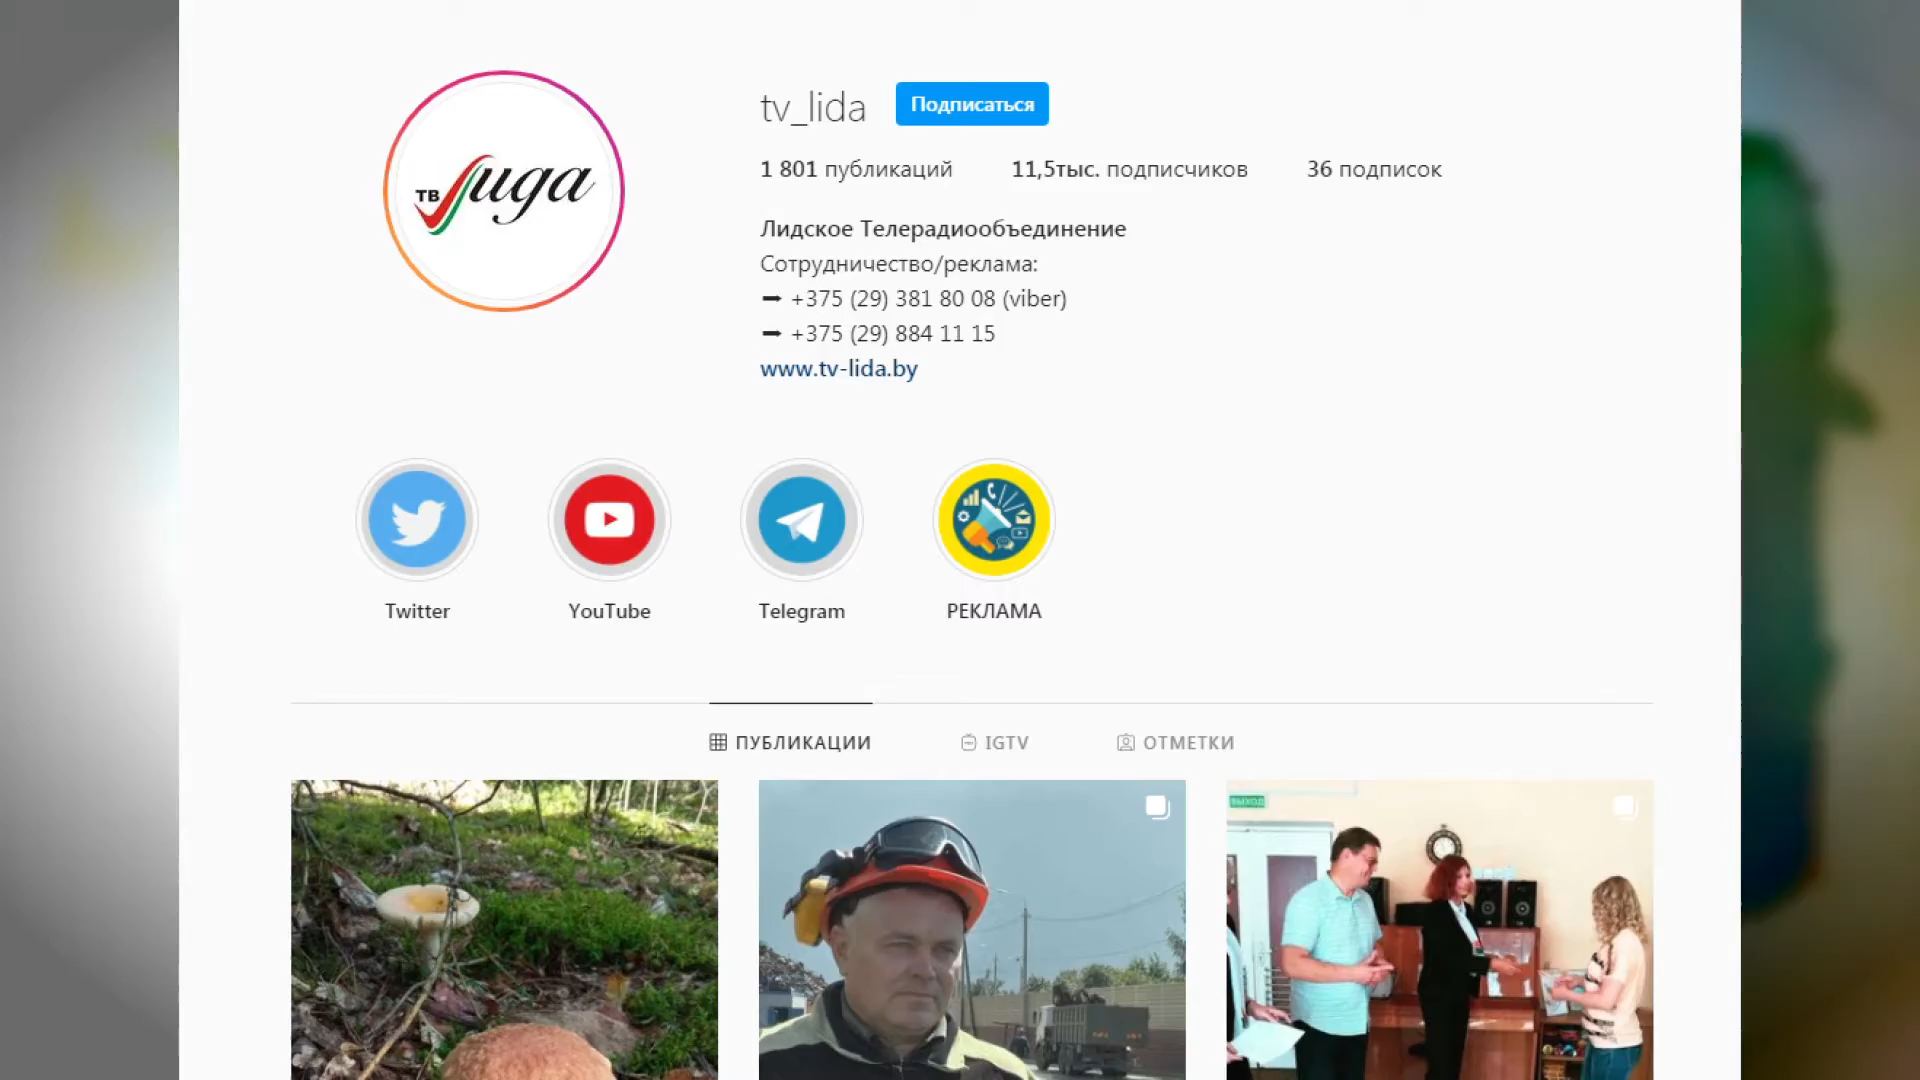 ТВ Лида
tv_lida
Подписаться
1 801 публикаций
11,5тыс. подписчиков
36 подписок
Лидское Телерадиообъединение
Сотрудничество/реклама:
➡ +375 (29) 381 80 08 (viber)
➡ +375 (29) 884 11 15
www.tv-lida.by
Twitter
YouTube
Telegram
РЕКЛАМА
ПУБЛИКАЦИИ
IGTV
ОТМЕТКИ
ВЫХОД